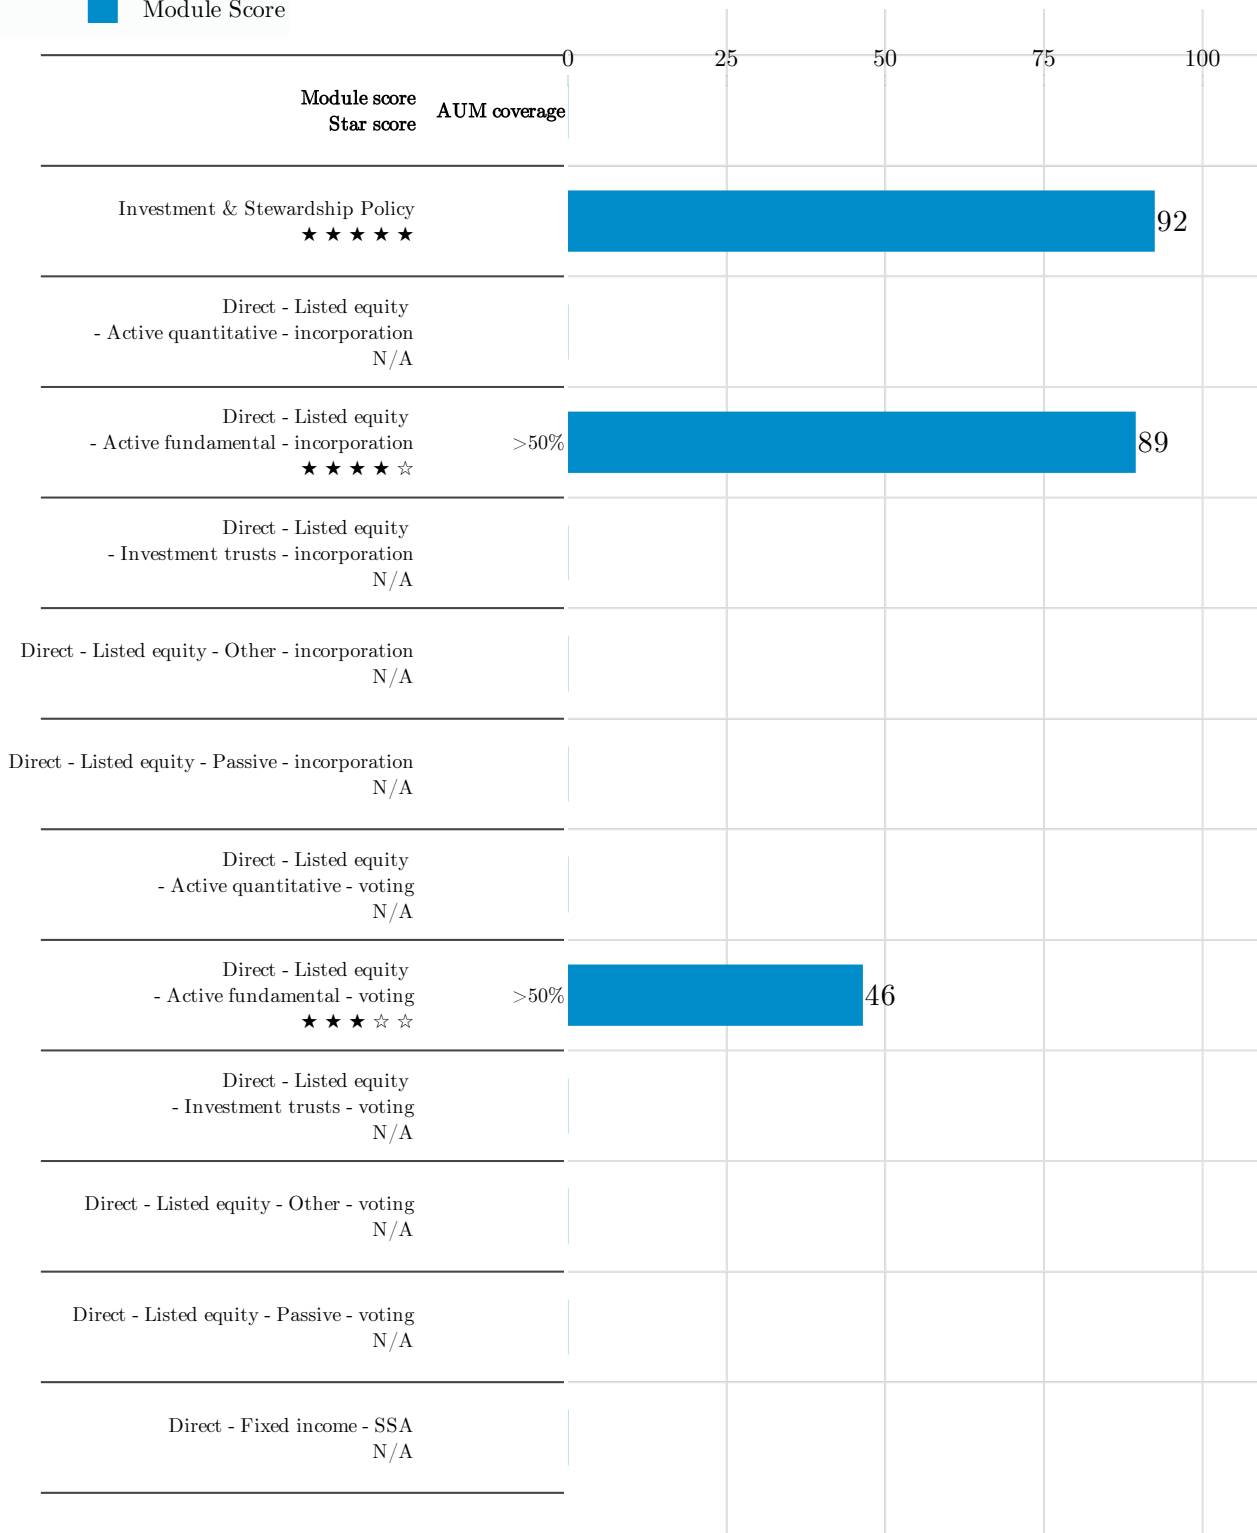 Module Score
0 25 50 75 100
Module score
Star score
AUM coverage
Investment & Stewardship Policy
★ ★ ★ ★ ★
92
Direct - Listed equity
- Active quantitative - incorporation
N/A
Direct - Listed equity
- Active fundamental - incorporation
★ ★ ★ ★ ☆
>50%
89
Direct - Listed equity
- Investment trusts - incorporation
N/A
Direct - Listed equity - Other - incorporation
N/A
Direct - Listed equity - Passive - incorporation
N/A
Direct - Listed equity
- Active quantitative - voting
N/A
Direct - Listed equity
- Active fundamental - voting
★ ★ ★ ☆ ☆
>50%
46
Direct - Listed equity
- Investment trusts - voting
N/A
Direct - Listed equity - Other - voting
N/A
Direct - Listed equity - Passive - voting
N/A
Direct - Fixed income - SSA
N/A